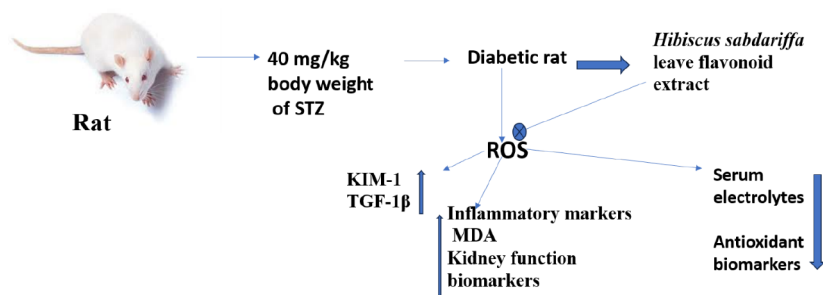 Rat
40 mg/kg
body weight
of STZ
Diabetic rat
Hibiscus sabdariffa
leave flavonoid
extract
ROS
KIM-1
TGF-1β
Inflammatory markers
MDA
Kidney function
biomarkers
Serum
electrolytes
Antioxidant
biomarkers